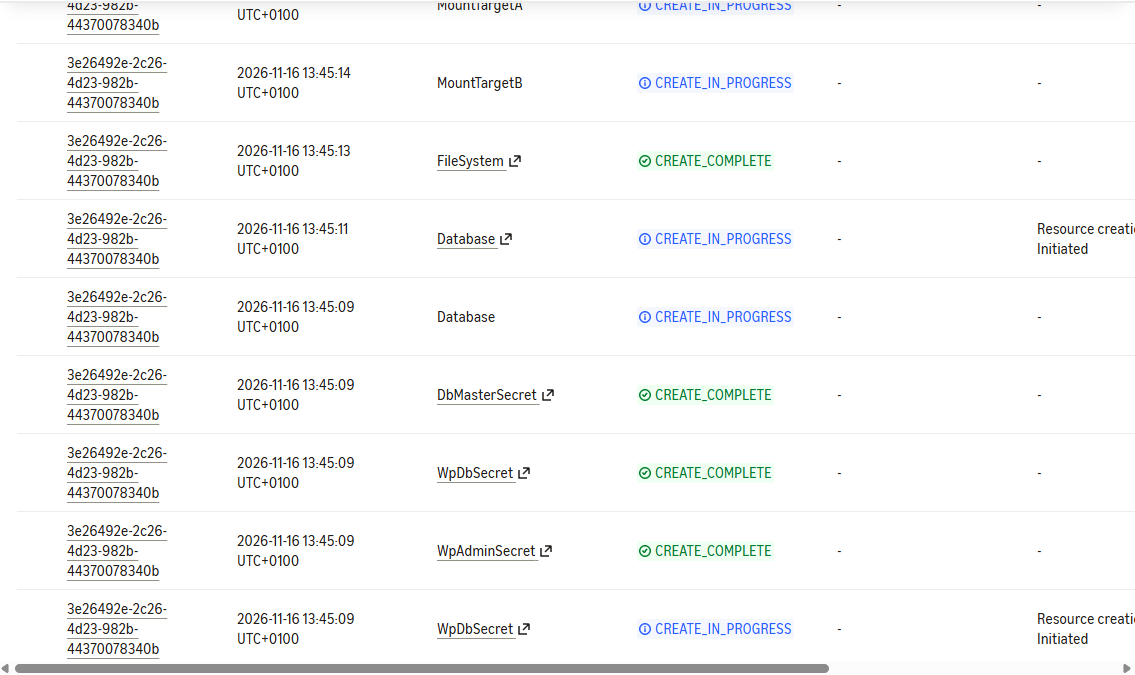 4d23-982b-
44370078340b
UTC+0100
MountTargetA
CREATE_IN_PROGRESS
-
-
3e26492e-2c26-
4d23-982b-
44370078340b
2026-11-16 13:45:14
UTC+0100
MountTargetB
CREATE_IN_PROGRESS
-
-
3e26492e-2c26-
4d23-982b-
44370078340b
2026-11-16 13:45:13
UTC+0100
FileSystem
CREATE_COMPLETE
-
-
3e26492e-2c26-
4d23-982b-
44370078340b
2026-11-16 13:45:11
UTC+0100
Database
CREATE_IN_PROGRESS
-
Resource creati
Initiated
3e26492e-2c26-
4d23-982b-
44370078340b
2026-11-16 13:45:09
UTC+0100
Database
CREATE_IN_PROGRESS
-
-
3e26492e-2c26-
4d23-982b-
44370078340b
2026-11-16 13:45:09
UTC+0100
DbMasterSecret
CREATE_COMPLETE
-
-
3e26492e-2c26-
4d23-982b-
44370078340b
2026-11-16 13:45:09
UTC+0100
WpDbSecret
CREATE_COMPLETE
-
-
3e26492e-2c26-
4d23-982b-
44370078340b
2026-11-16 13:45:09
UTC+0100
WpAdminSecret
CREATE_COMPLETE
-
-
3e26492e-2c26-
4d23-982b-
44370078340b
2026-11-16 13:45:09
UTC+0100
WpDbSecret
CREATE_IN_PROGRESS
-
Resource creati
Initiated